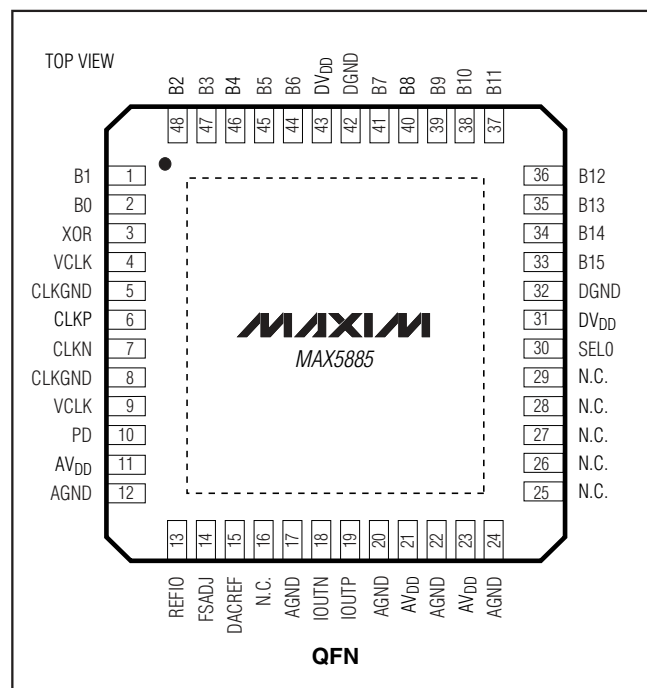 TOP VIEW
B2 B3 B4 B5 B6 DVDD DGND B7 B8 B9 B10 B11
48 47 46 45 44 43 42 41 40 39 38 37
B1 1 36 B12
B0 2 35 B13
XOR 3 34 B14
VCLK 4 33 B15
CLKGND 5 32 DGND
CLKP 6 31 DVDD
CLKN 7 30 SEL0
CLKGND 8 29 N.C.
VCLK 9 28 N.C.
PD 10 27 N.C.
AVDD 11 26 N.C.
AGND 12 25 N.C.
MAXIM
MAX5885
13 14 15 16 17 18 19 20 21 22 23 24
REFIO FSADJ DACREF N.C. AGND IOUTN IOUTP AGND AVDD AGND AVDD AGND
QFN